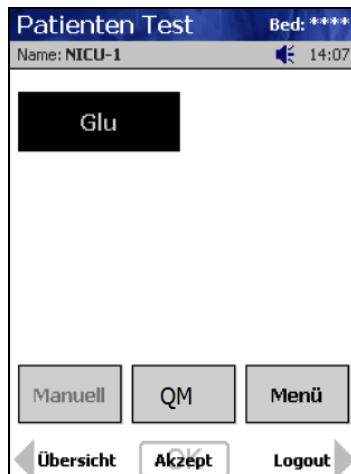 Patienten Test Bed: ****
Name: NICU-1 14:07
Glu
Manuell QM Menü
Übersicht Akzept Logout